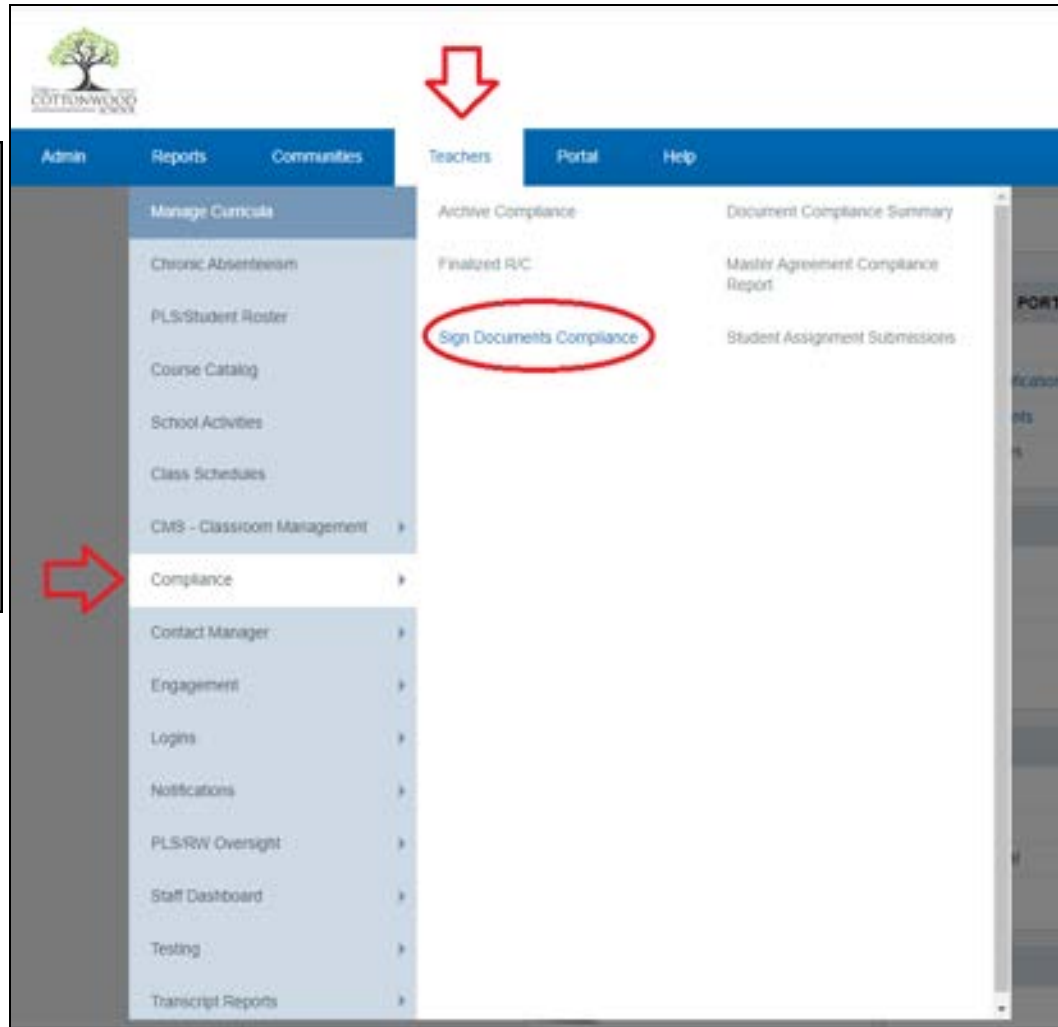 COTTONWOOD
SCHOOL
Admin Reports Communities Teachers Portal Help
Manage Curricula
Chronic Absenteeism
PLS/Student Roster
Course Catalog
School Activities
Class Schedules
CMS - Classroom Management
Compliance
Contact Manager
Engagement
Logins
Notifications
PLS/RW Oversight
Staff Dashboard
Testing
Transcript Reports
Archive Compliance
Finalized R/C
Sign Documents Compliance
Document Compliance Summary
Master Agreement Compliance
Report
Student Assignment Submissions
PORT